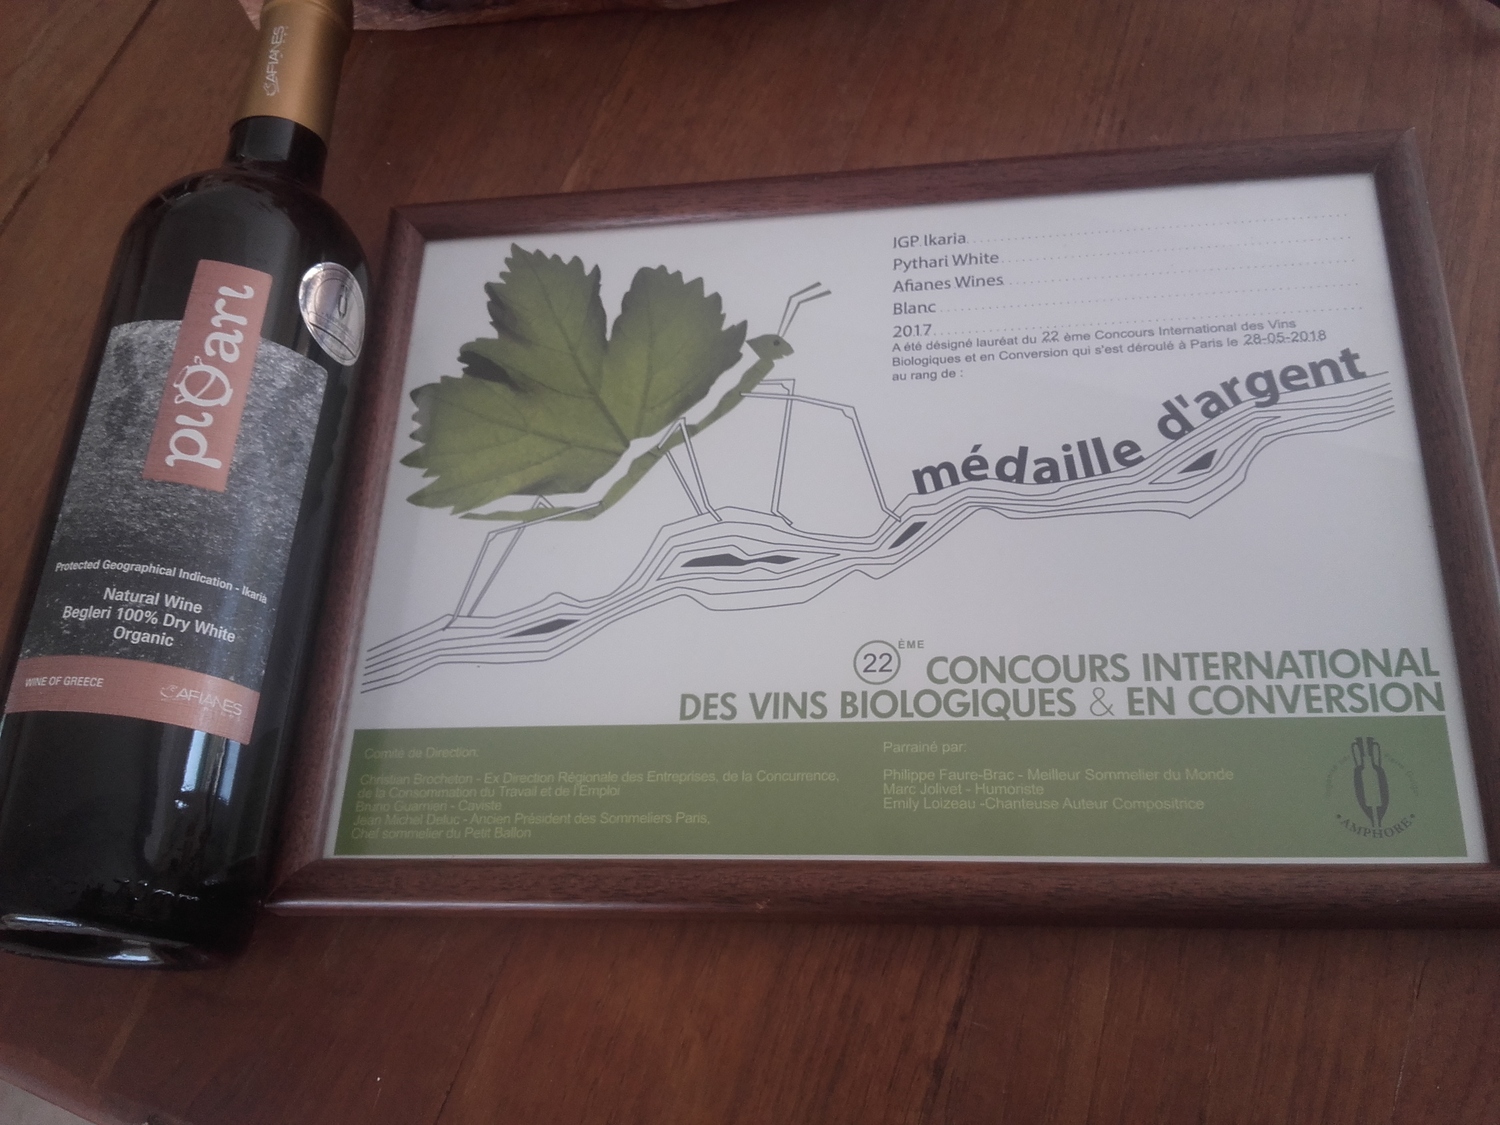 AFIANES
πιθari
Protected Geographical Indication - Ikaria
Natural Wine
Begleri 100% Dry White
Organic
WINE OF GREECE
AFIANES
IGP Ikaria
Pythari White
Afianes Wines
Blanc
2017
A été désigné lauréat du 22 ème Concours International des Vins
Biologiques et en Conversion qui s'est déroulé à Paris le 28-05-2018
au rang de :
médaille d'argent
22 ÈME CONCOURS INTERNATIONAL
DES VINS BIOLOGIQUES & EN CONVERSION
Comité de Direction:
Christian Brocheton - Ex Direction Régionale des Entreprises, de la Concurrence,
de la Consommation du Travail et de l'Emploi
Bruno Guarnieri - Caviste
Jean Michel Deluc - Ancien Président des Sommeliers Paris,
Chef sommelier du Petit Ballon
Parrainé par:
Philippe Faure-Brac - Meilleur Sommelier du Monde
Marc Jolivet - Humoriste
Emily Loizeau -Chanteuse Auteur Compositrice
AMPHORE